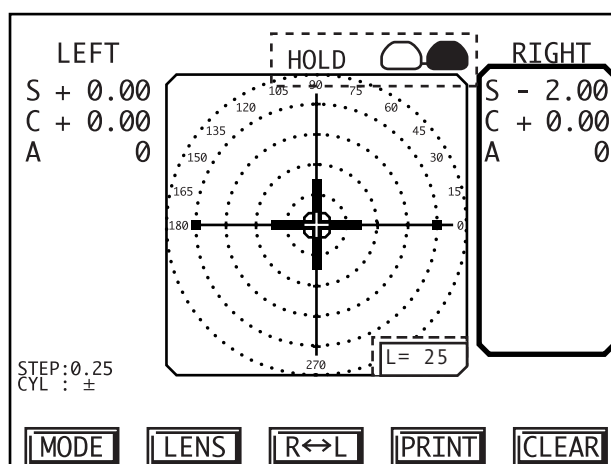 LEFT
HOLD
RIGHT
S + 0.00
C + 0.00
A 0
S - 2.00
C + 0.00
A 0
105
90
75
120
60
135
45
150
30
165
15
180
0
270
L= 25
STEP:0.25
CYL : ±
MODE
LENS
R↔L
PRINT
CLEAR